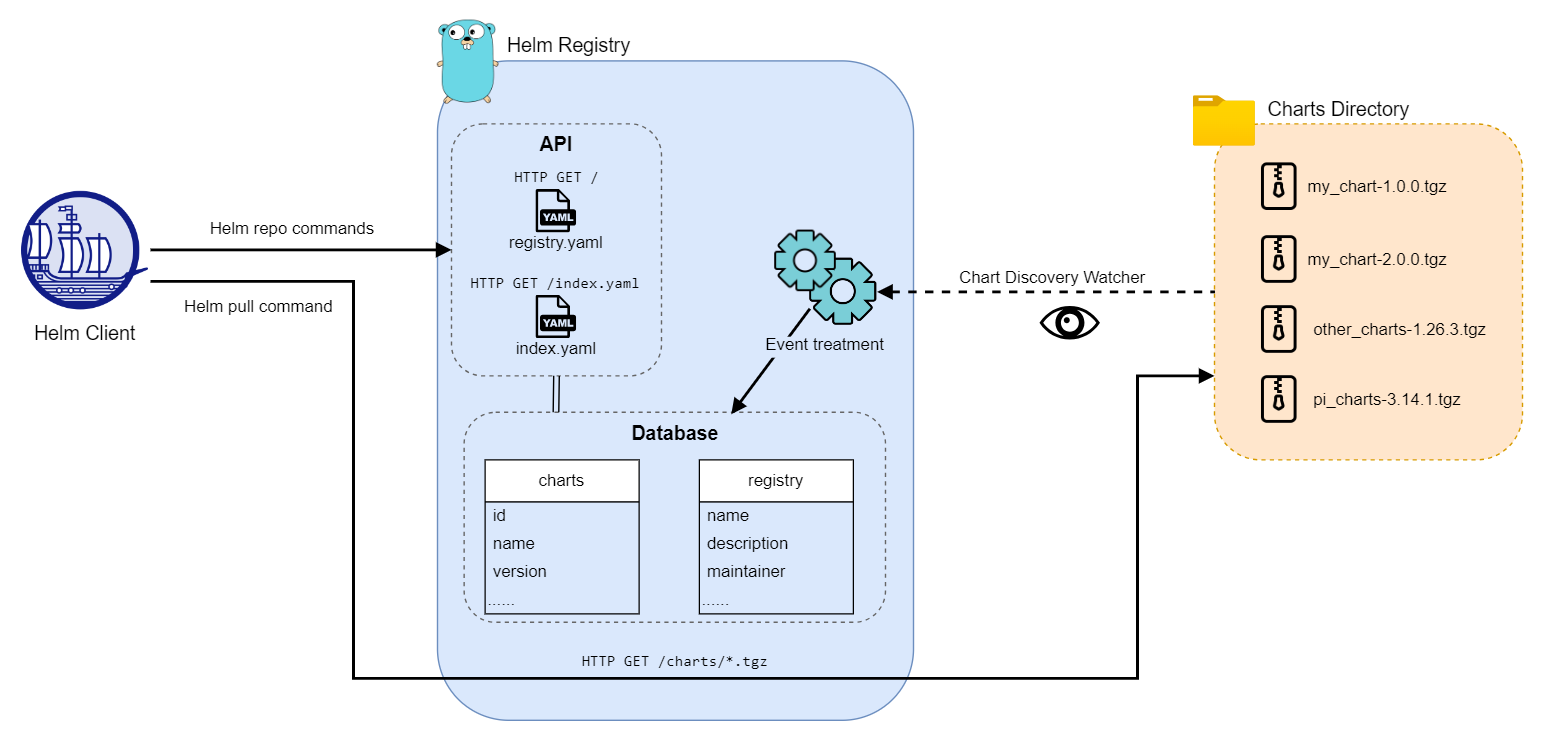 Helm Registry
Charts Directory
API
HTTP GET /
YAML
registry.yaml
HTTP GET /index.yaml
YAML
index.yaml
Helm repo commands
Helm pull command
Helm Client
Event treatment
Chart Discovery Watcher
my_chart-1.0.0.tgz
my_chart-2.0.0.tgz
other_charts-1.26.3.tgz
pi_charts-3.14.1.tgz
Database
charts
id
name
version
......
registry
name
description
maintainer
......
HTTP GET /charts/*.tgz